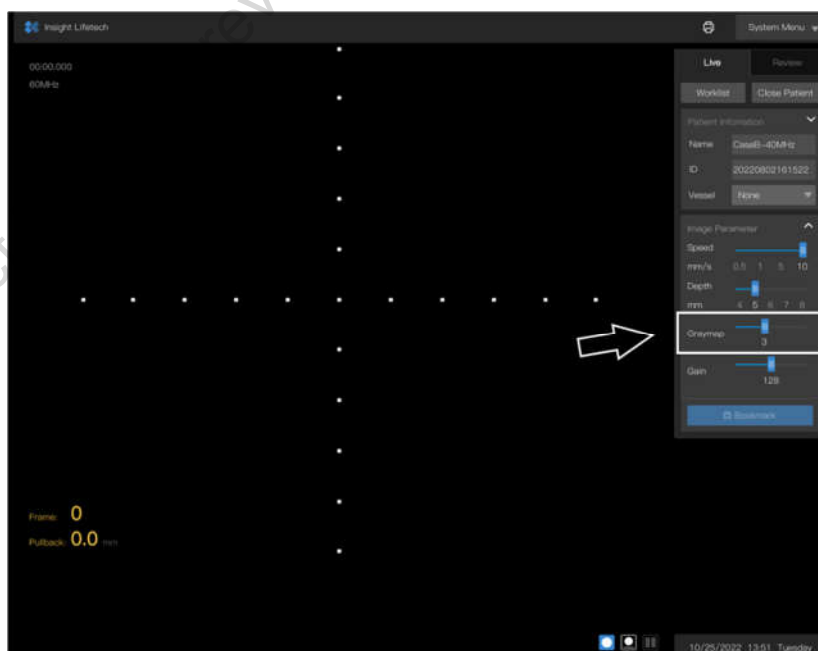 Insight Lifetech
System Menu
00:00.000
60MHz
Live Review
Worklist Close Patient
Patient Infomation
Name CaseB-40MHz
ID 20220802161522
Vessel None
Image Parameter
Speed
mm/s 0.5 1 5 10
Depth
mm 4 5 6 7 8
Graymap
3
Gain
128
Bookmark
Frame: 0
Pullback: 0.0 mm
10/25/2022 13:51 Tuesday